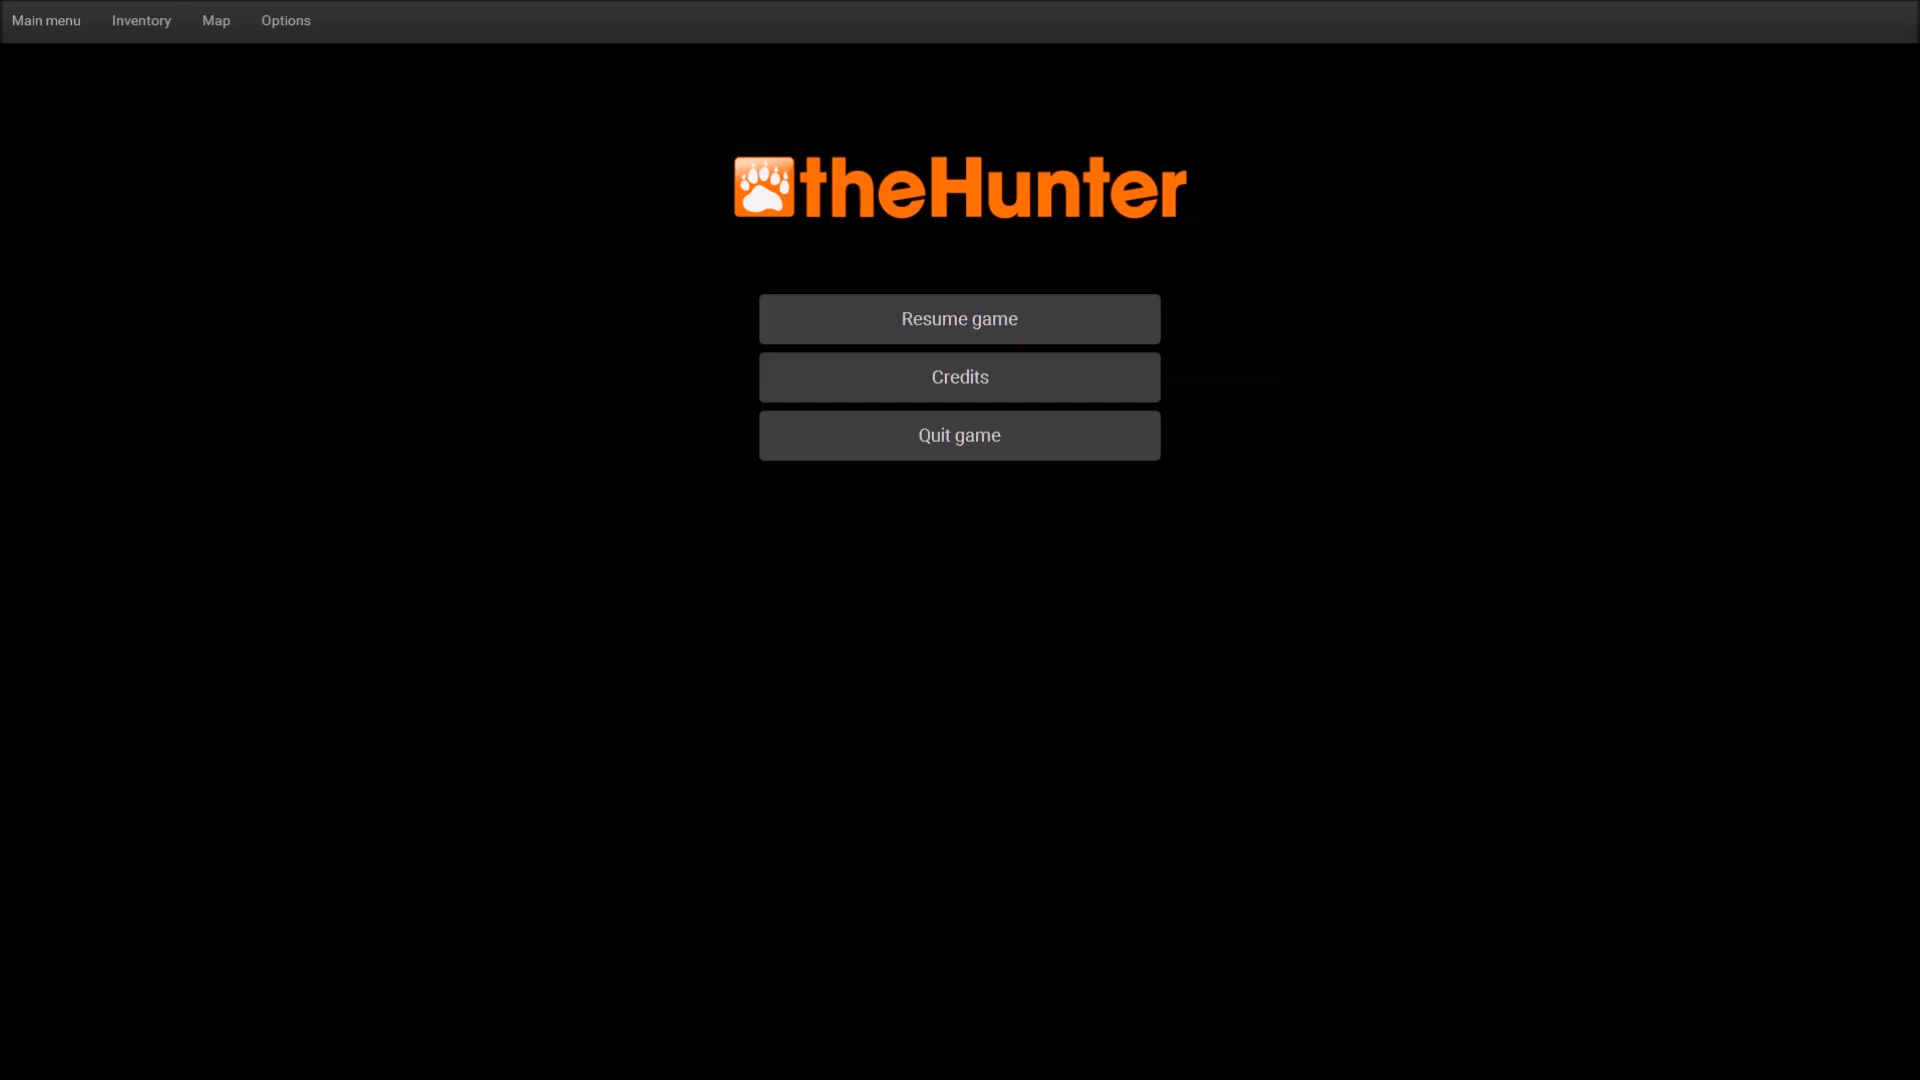 Main menu Inventory Map Options
theHunter
Resume game
Credits
Quit game